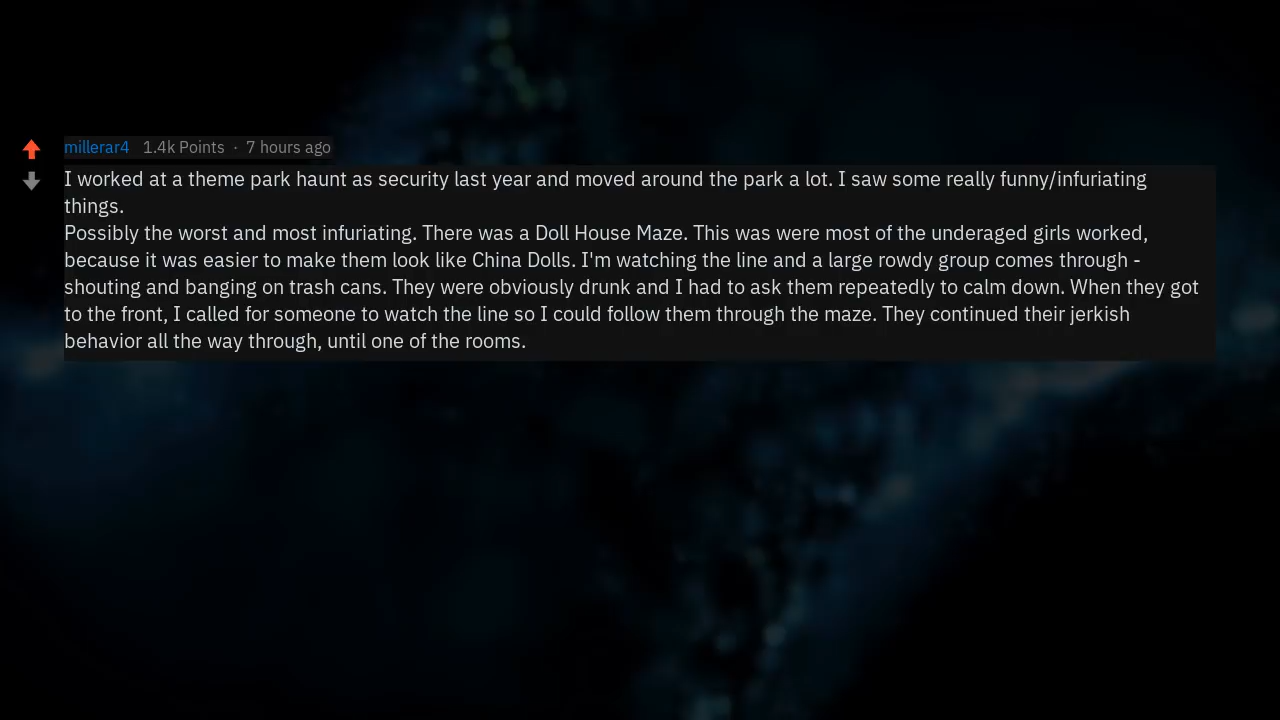 millerar4 1.4k Points · 7 hours ago
I worked at a theme park haunt as security last year and moved around the park a lot. I saw some really funny/infuriating
things.
Possibly the worst and most infuriating. There was a Doll House Maze. This was were most of the underaged girls worked,
because it was easier to make them look like China Dolls. I'm watching the line and a large rowdy group comes through -
shouting and banging on trash cans. They were obviously drunk and I had to ask them repeatedly to calm down. When they got
to the front, I called for someone to watch the line so I could follow them through the maze. They continued their jerkish
behavior all the way through, until one of the rooms.